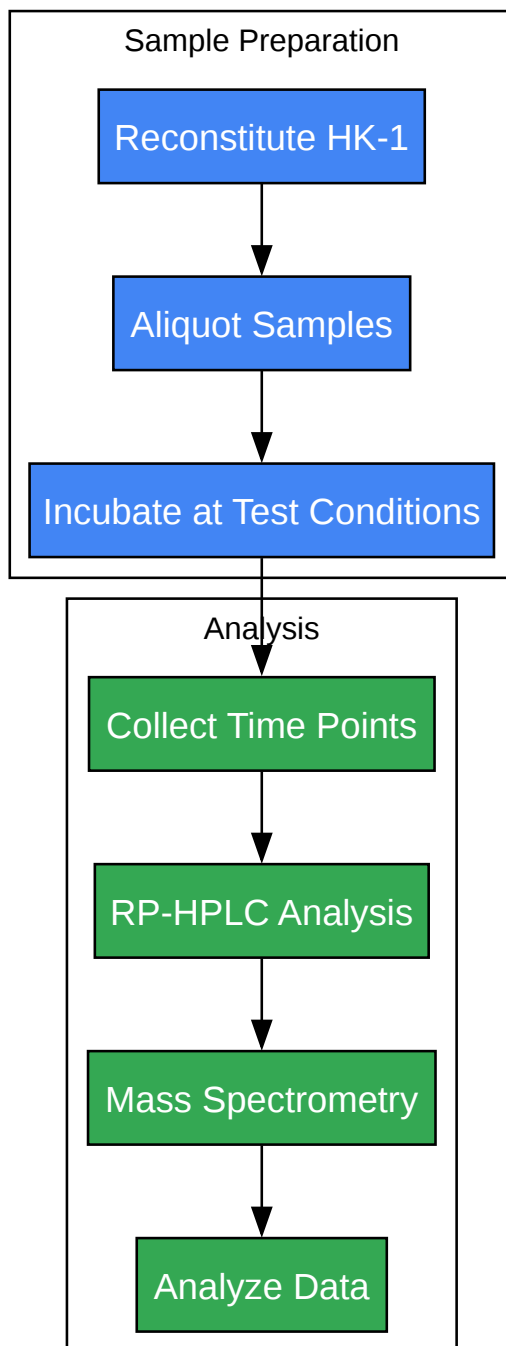 Sample Preparation
Reconstitute HK-1
Aliquot Samples
Incubate at Test Conditions
Analysis
Collect Time Points
RP-HPLC Analysis
Mass Spectrometry
Analyze Data